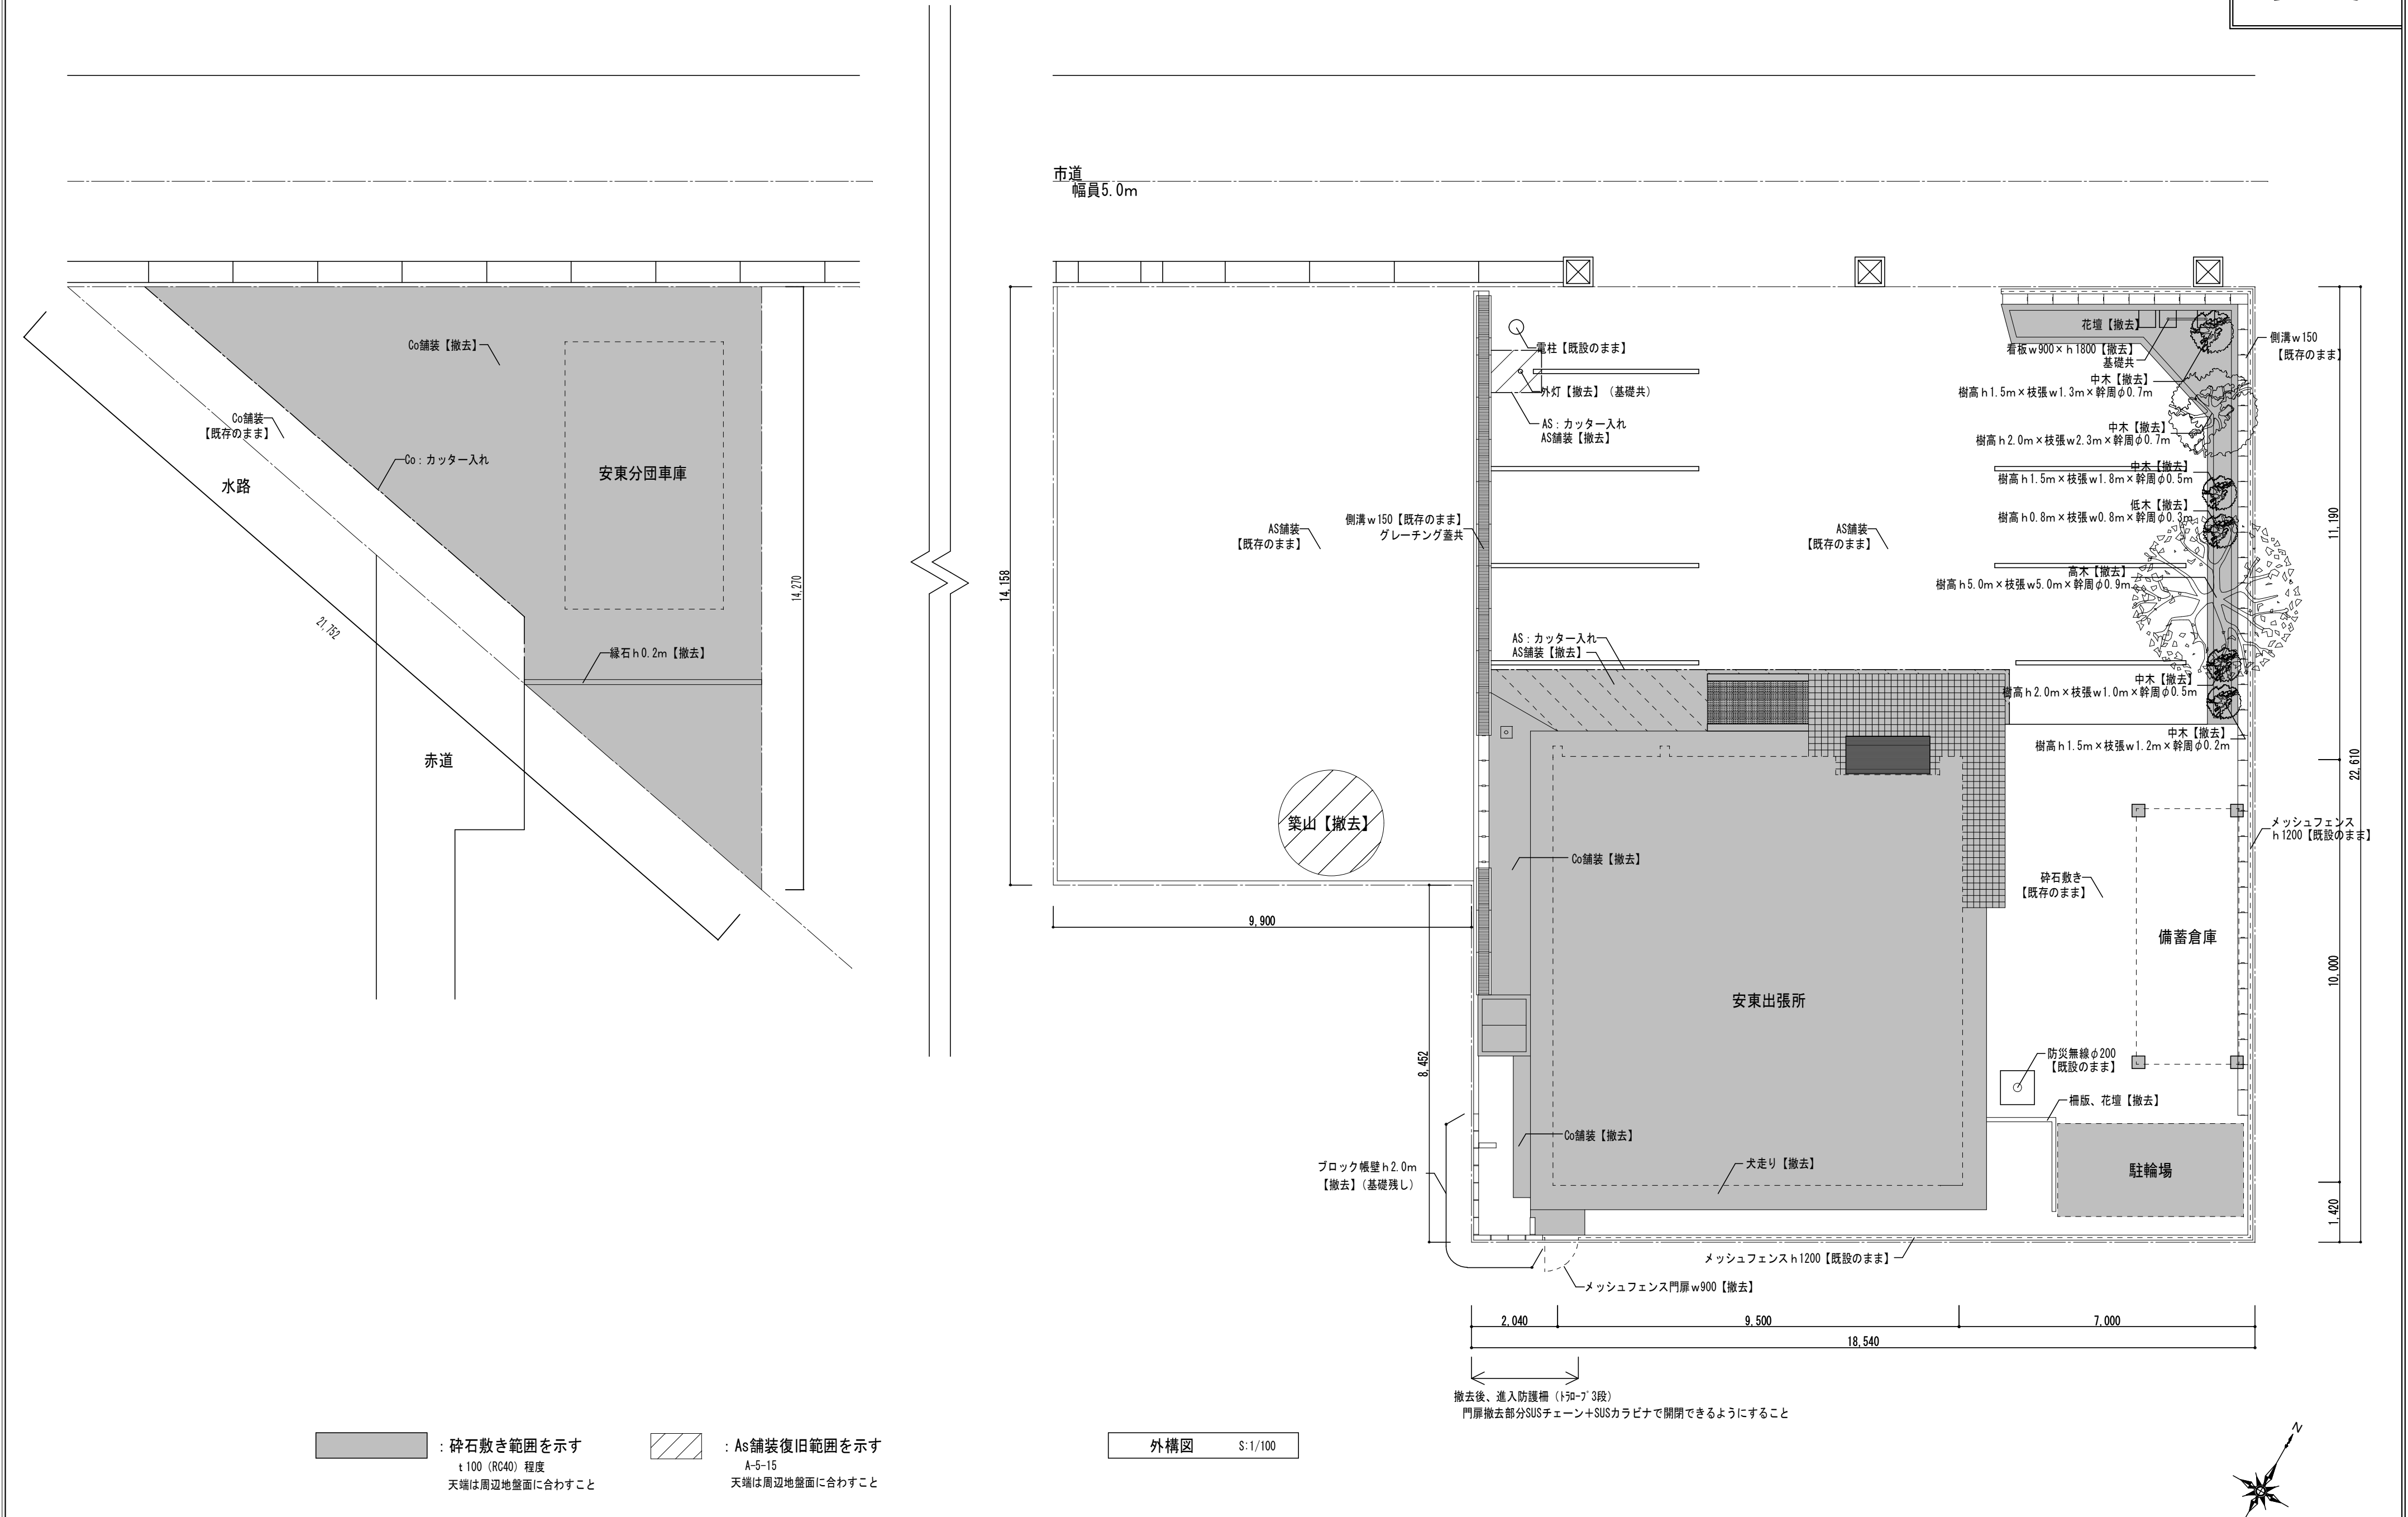 市道
幅員5.0m
Co舗装【撤去】
Co舗装
【既存のまま】
Co：カッター入れ
水路
安東分団車庫
14,270
21,752
縁石ｈ0.2m【撤去】
赤道
14,158
9,900
8,452
AS舗装
【既存のまま】
築山【撤去】
側溝ｗ150【既存のまま】
グレーチング蓋共
電柱【既設のまま】
外灯【撤去】（基礎共）
AS：カッター入れ
AS舗装【撤去】
AS舗装
【既存のまま】
AS：カッター入れ
AS舗装【撤去】
花壇【撤去】
看板ｗ900×ｈ1800【撤去】
基礎共
中木【撤去】
樹高ｈ1.5m×枝張ｗ1.3m×幹周φ0.7m
中木【撤去】
樹高ｈ2.0m×枝張ｗ2.3m×幹周φ0.7m
中木【撤去】
樹高ｈ1.5m×枝張ｗ1.8m×幹周φ0.5m
低木【撤去】
樹高ｈ0.8m×枝張ｗ0.8m×幹周φ0.3m
高木【撤去】
樹高ｈ5.0m×枝張ｗ5.0m×幹周φ0.9m
中木【撤去】
樹高ｈ2.0m×枝張ｗ1.0m×幹周φ0.5m
中木【撤去】
樹高ｈ1.5m×枝張ｗ1.2m×幹周φ0.2m
側溝ｗ150
【既存のまま】
11,190
22,610
10,000
1,420
メッシュフェンス
ｈ1200【既設のまま】
Co舗装【撤去】
砕石敷き
【既存のまま】
備蓄倉庫
安東出張所
防災無線φ200
【既設のまま】
柵版、花壇【撤去】
Co舗装【撤去】
犬走り【撤去】
駐輪場
ブロック帳壁ｈ2.0m
【撤去】（基礎残し）
メッシュフェンスｈ1200【既設のまま】
メッシュフェンス門扉ｗ900【撤去】
2,040
9,500
7,000
18,540
撤去後、進入防護柵（ﾄﾗﾛｰﾌﾟ3段）
門扉撤去部分SUSチェーン+SUSカラビナで開閉できるようにすること
：砕石敷き範囲を示す
ｔ100（RC40）程度
天端は周辺地盤面に合わすこと
：As舗装復旧範囲を示す
A-5-15
天端は周辺地盤面に合わすこと
外構図 S:1/100
N